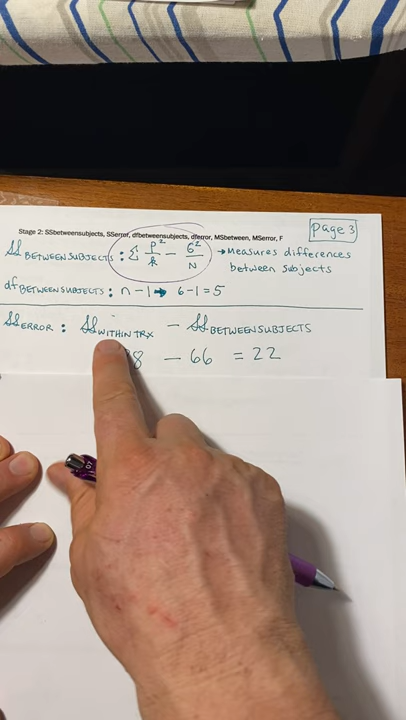 Page 3
Stage 2: SSbetweensubjects, SSerror, dfbetweensubjects, dferror, MSbetween, MSerror, F
SS BETWEEN SUBJECTS : Σ P²/k − G²/N → Measures differences between subjects
df BETWEEN SUBJECTS : n − 1 → 6 − 1 = 5
SS ERROR : SS WITHIN TRX − SS BETWEEN SUBJECTS
8 − 66 = 22